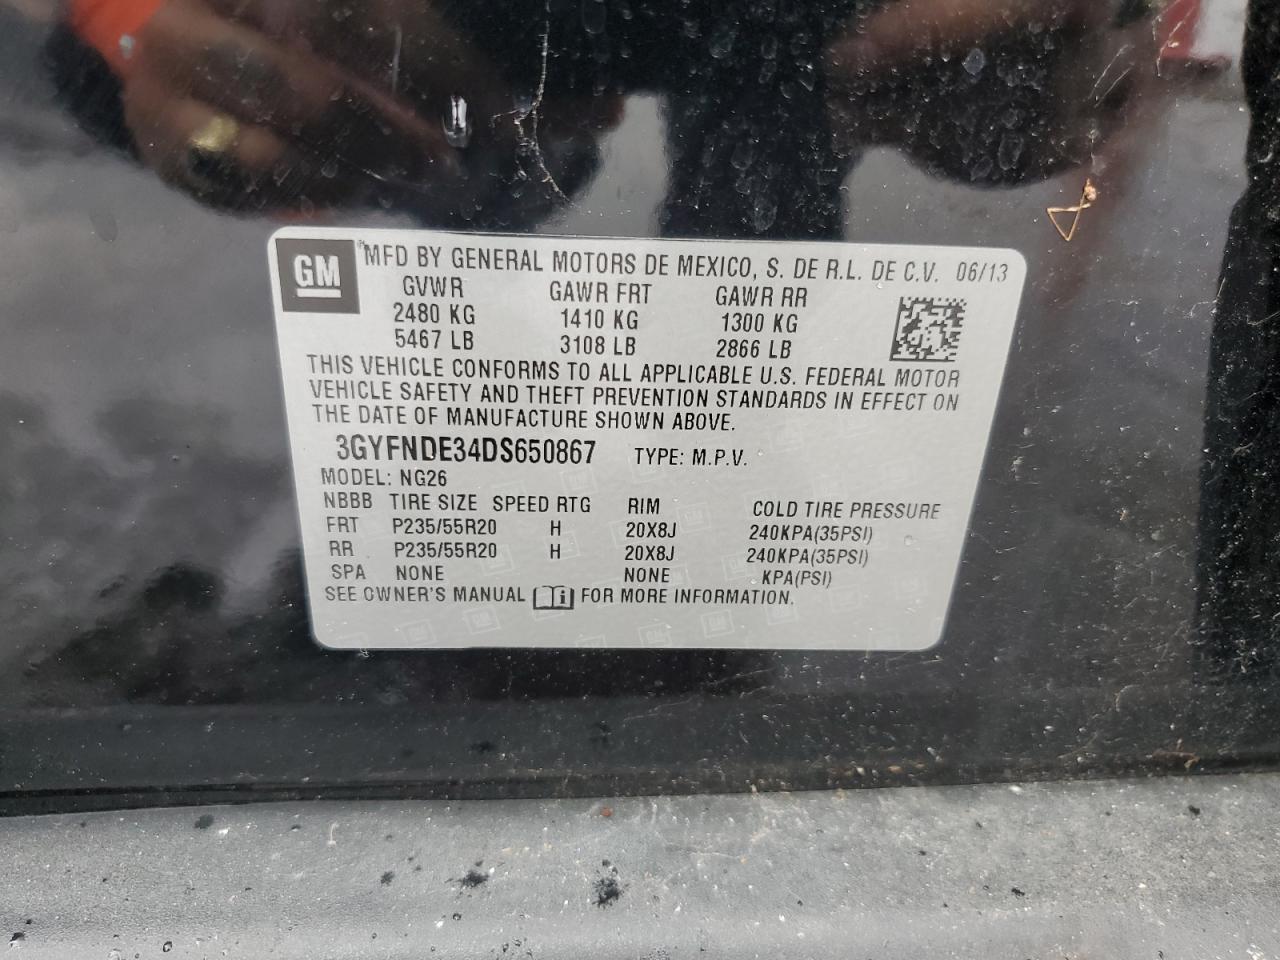 GM
MFD BY GENERAL MOTORS DE MEXICO, S. DE R.L. DE C.V. 06/13
GVWR GAWR FRT GAWR RR
2480 KG 1410 KG 1300 KG
5467 LB 3108 LB 2866 LB
THIS VEHICLE CONFORMS TO ALL APPLICABLE U.S. FEDERAL MOTOR
VEHICLE SAFETY AND THEFT PREVENTION STANDARDS IN EFFECT ON
THE DATE OF MANUFACTURE SHOWN ABOVE.
3GYFNDE34DS650867 TYPE: M.P.V.
MODEL: NG26
NBBB TIRE SIZE SPEED RTG RIM COLD TIRE PRESSURE
FRT P235/55R20 H 20X8J 240KPA(35PSI)
RR P235/55R20 H 20X8J 240KPA(35PSI)
SPA NONE NONE KPA(PSI)
SEE OWNER'S MANUAL i FOR MORE INFORMATION.